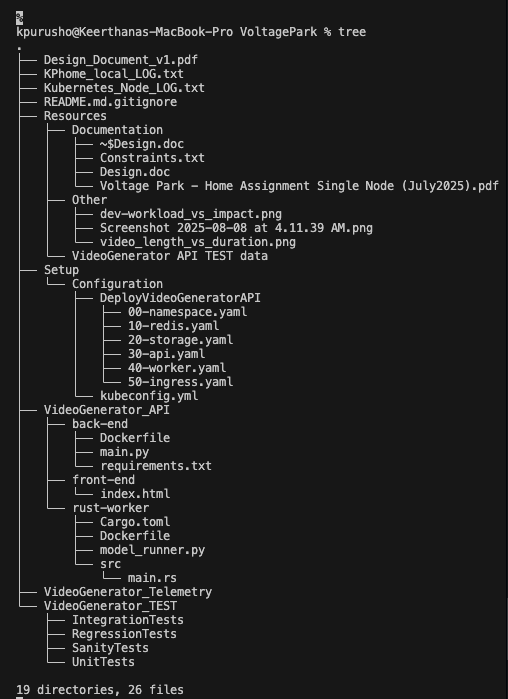 %
kpurusho@Keerthanas-MacBook-Pro VoltagePark % tree
.
├── Design_Document_v1.pdf
├── KPhome_local_LOG.txt
├── Kubernetes_Node_LOG.txt
├── README.md.gitignore
├── Resources
│   ├── Documentation
│   │   ├── ~$Design.doc
│   │   ├── Constraints.txt
│   │   ├── Design.doc
│   │   └── Voltage Park - Home Assignment Single Node (July2025).pdf
│   ├── Other
│   │   ├── dev-workload_vs_impact.png
│   │   ├── Screenshot 2025-08-08 at 4.11.39 AM.png
│   │   └── video_length_vs_duration.png
│   └── VideoGenerator API TEST data
├── Setup
│   └── Configuration
│       ├── DeployVideoGeneratorAPI
│       │   ├── 00-namespace.yaml
│       │   ├── 10-redis.yaml
│       │   ├── 20-storage.yaml
│       │   ├── 30-api.yaml
│       │   ├── 40-worker.yaml
│       │   └── 50-ingress.yaml
│       └── kubeconfig.yml
├── VideoGenerator_API
│   ├── back-end
│   │   ├── Dockerfile
│   │   ├── main.py
│   │   └── requirements.txt
│   ├── front-end
│   │   └── index.html
│   └── rust-worker
│       ├── Cargo.toml
│       ├── Dockerfile
│       ├── model_runner.py
│       └── src
│           └── main.rs
├── VideoGenerator_Telemetry
└── VideoGenerator_TEST
    ├── IntegrationTests
    ├── RegressionTests
    ├── SanityTests
    └── UnitTests
19 directories, 26 files